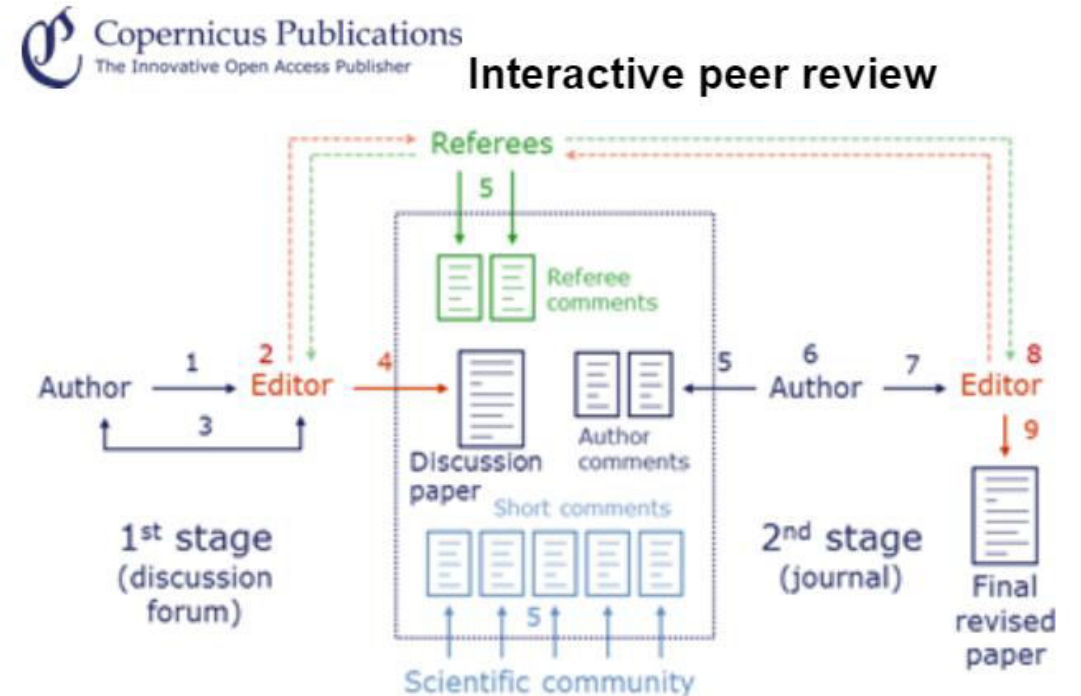 Copernicus Publications
The Innovative Open Access Publisher
Interactive peer review
Referees
5
Referee
comments
1
2
4
5
6
7
8
Author
Editor
Author
Editor
3
9
Discussion
paper
Author
comments
Short comments
1st stage
(discussion
forum)
2nd stage
(journal)
Final
revised
paper
5
Scientific community